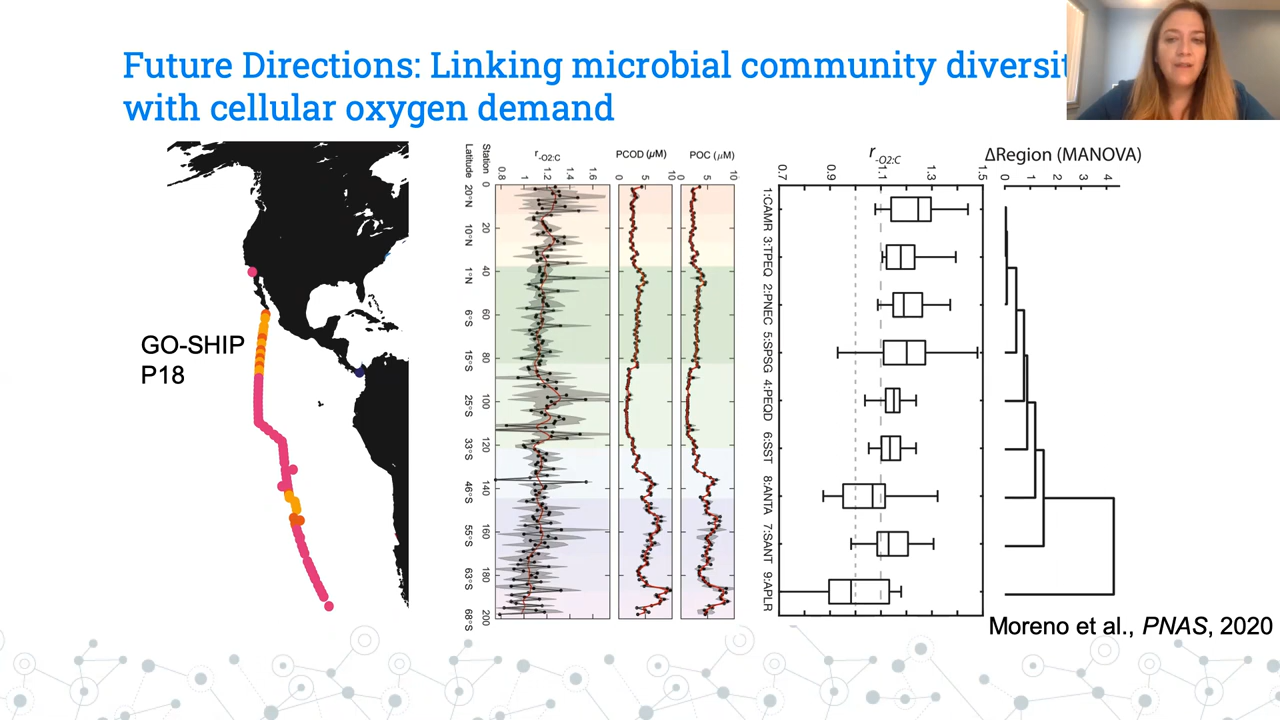 Future Directions: Linking microbial community diversit
with cellular oxygen demand
GO-SHIP
P18
Latitude
20°N
10°N
1°N
6°S
15°S
25°S
33°S
46°S
55°S
63°S
68°S
Station
0
20
40
60
80
100
120
140
160
180
200
r-O2:C
0.8 1 1.2 1.4 1.6
PCOD (μM)
0 5 10
POC (μM)
0 5 10
r-O2:C
0.7 0.9 1.1 1.3 1.5
1:CAMR
3:TPEQ
2:PNEC
5:SPSG
4:PEQD
6:SST
8:ANTA
7:SANT
9:APLR
ΔRegion (MANOVA)
0 1 2 3 4
Moreno et al., PNAS, 2020